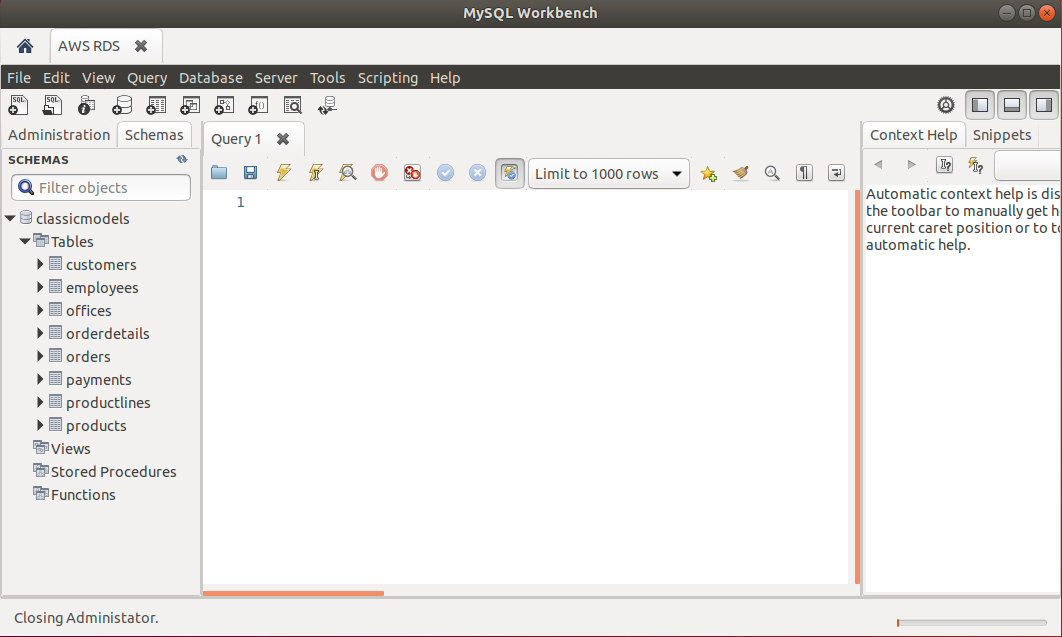 MySQL Workbench
AWS RDS
File Edit View Query Database Server Tools Scripting Help
Administration Schemas
Query 1
Context Help Snippets
SCHEMAS
Filter objects
classicmodels
Tables
customers
employees
offices
orderdetails
orders
payments
productlines
products
Views
Stored Procedures
Functions
Limit to 1000 rows
1
Automatic context help is dis
the toolbar to manually get h
current caret position or to to
automatic help.
Closing Administator.